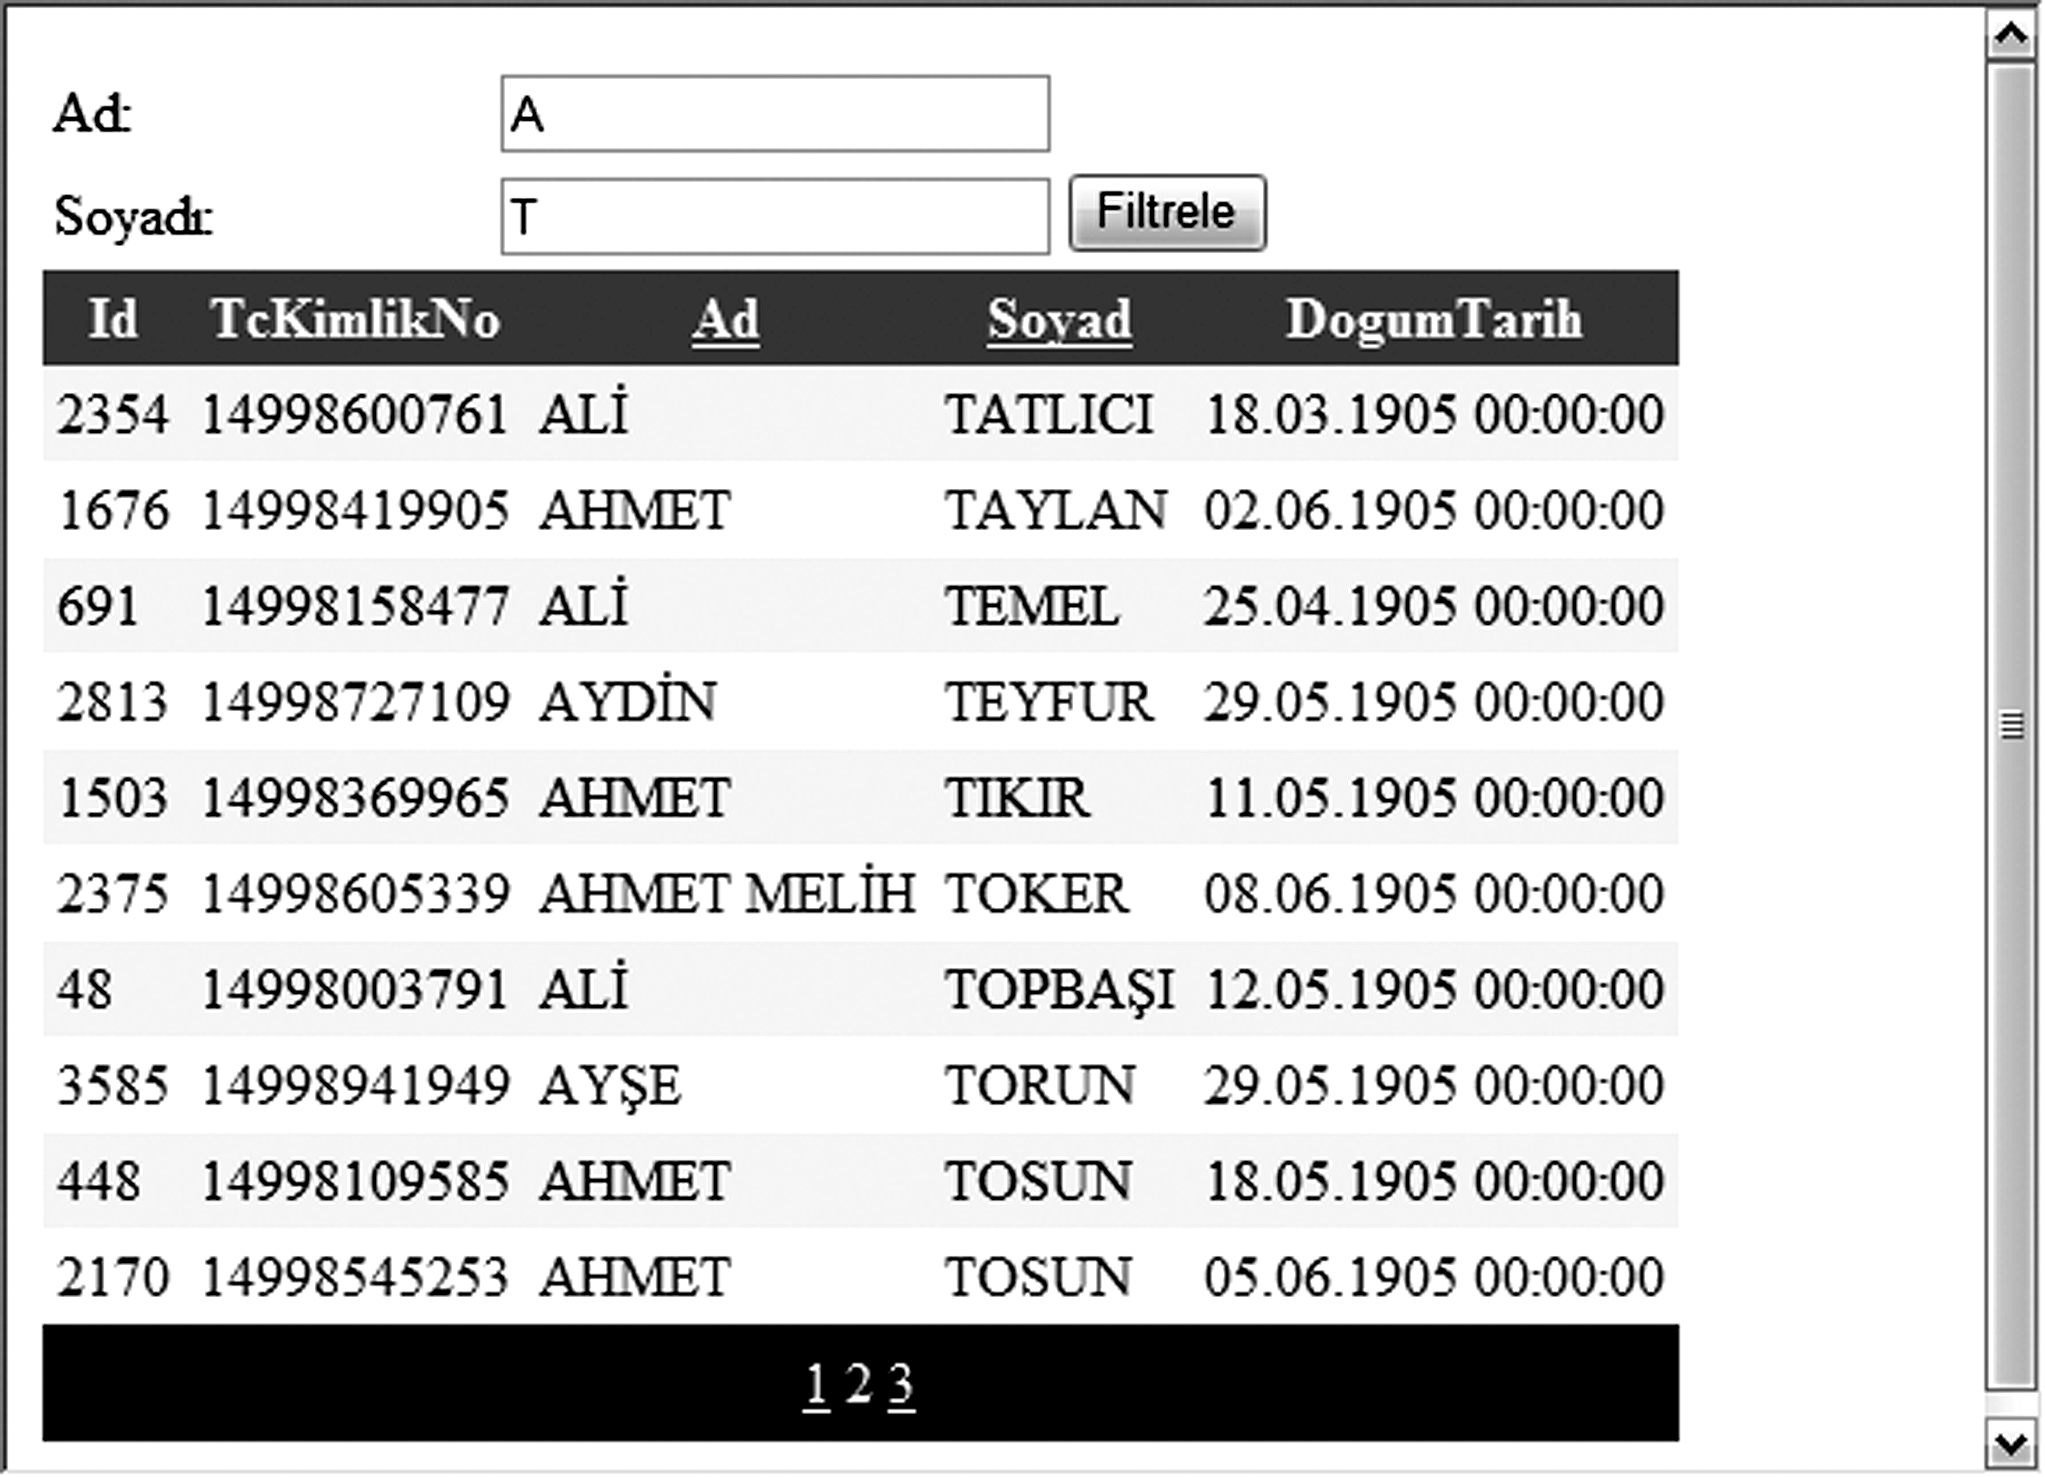 Ad: A
Soyadı: T Filtrele
Id TcKimlikNo Ad Soyad DogumTarih
2354 14998600761 ALİ TATLICI 18.03.1905 00:00:00
1676 14998419905 AHMET TAYLAN 02.06.1905 00:00:00
691 14998158477 ALİ TEMEL 25.04.1905 00:00:00
2813 14998727109 AYDİN TEYFUR 29.05.1905 00:00:00
1503 14998369965 AHMET TIKIR 11.05.1905 00:00:00
2375 14998605339 AHMET MELİH TOKER 08.06.1905 00:00:00
48 14998003791 ALİ TOPBAŞI 12.05.1905 00:00:00
3585 14998941949 AYŞE TORUN 29.05.1905 00:00:00
448 14998109585 AHMET TOSUN 18.05.1905 00:00:00
2170 14998545253 AHMET TOSUN 05.06.1905 00:00:00
1 2 3